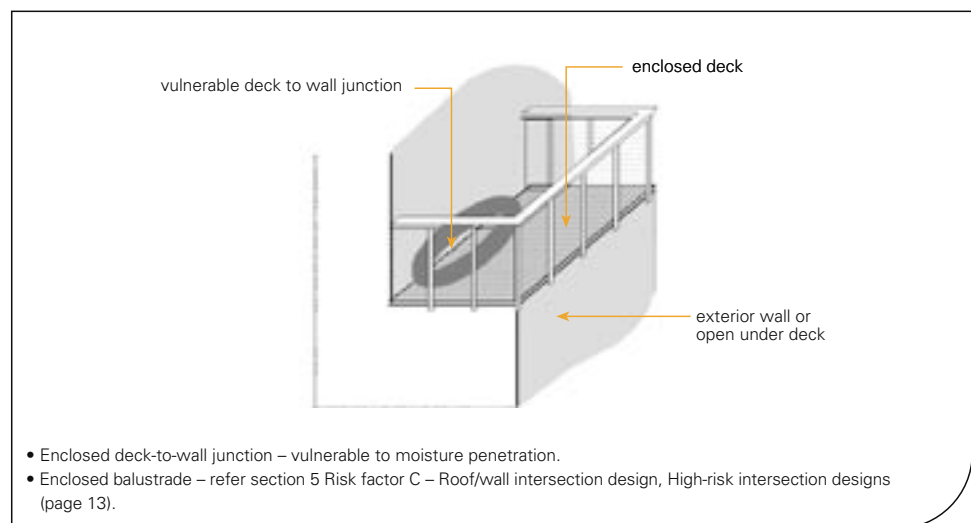 enclosed deck
vulnerable deck to wall junction
exterior wall or
open under deck
• Enclosed deck-to-wall junction – vulnerable to moisture penetration.
• Enclosed balustrade – refer section 5 Risk factor C – Roof/wall intersection design, High-risk intersection designs
(page 13).